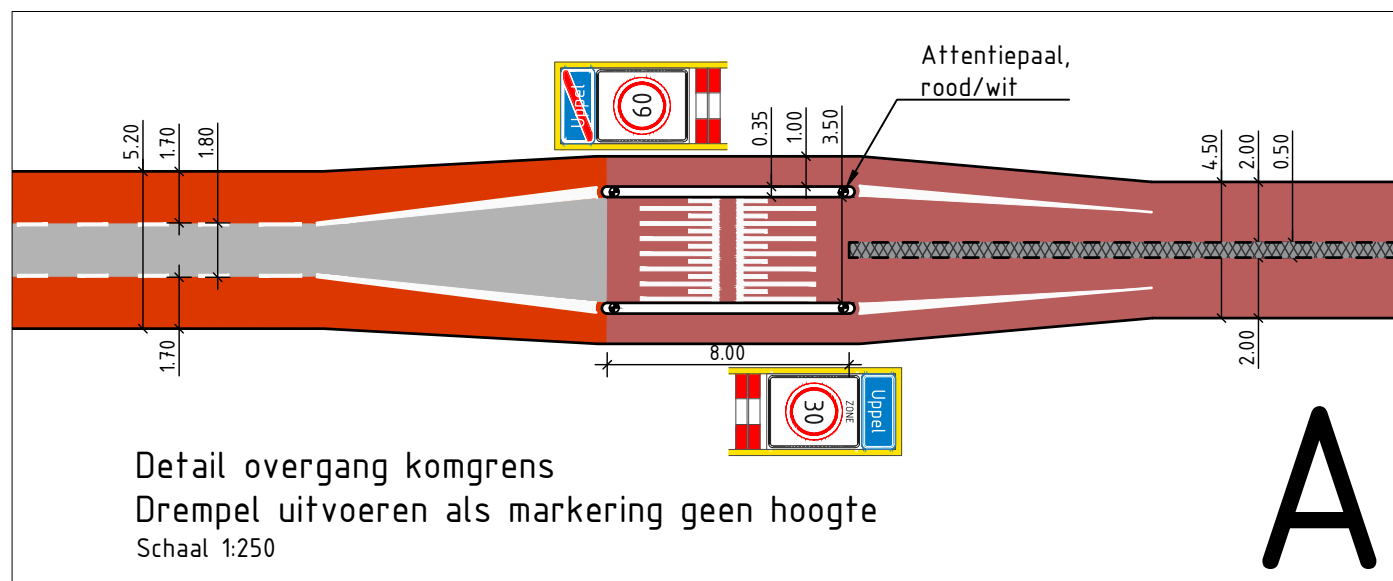 Attentiepaal,
rood/wit
Uppel
60
5.20
1.70
1.80
0.35
1.00
3.50
4.50
2.00
0.50
1.70
8.00
2.00
30
ZONE
Uppel
Detail overgang komgrens
Drempel uitvoeren als markering geen hoogte
Schaal 1:250
A